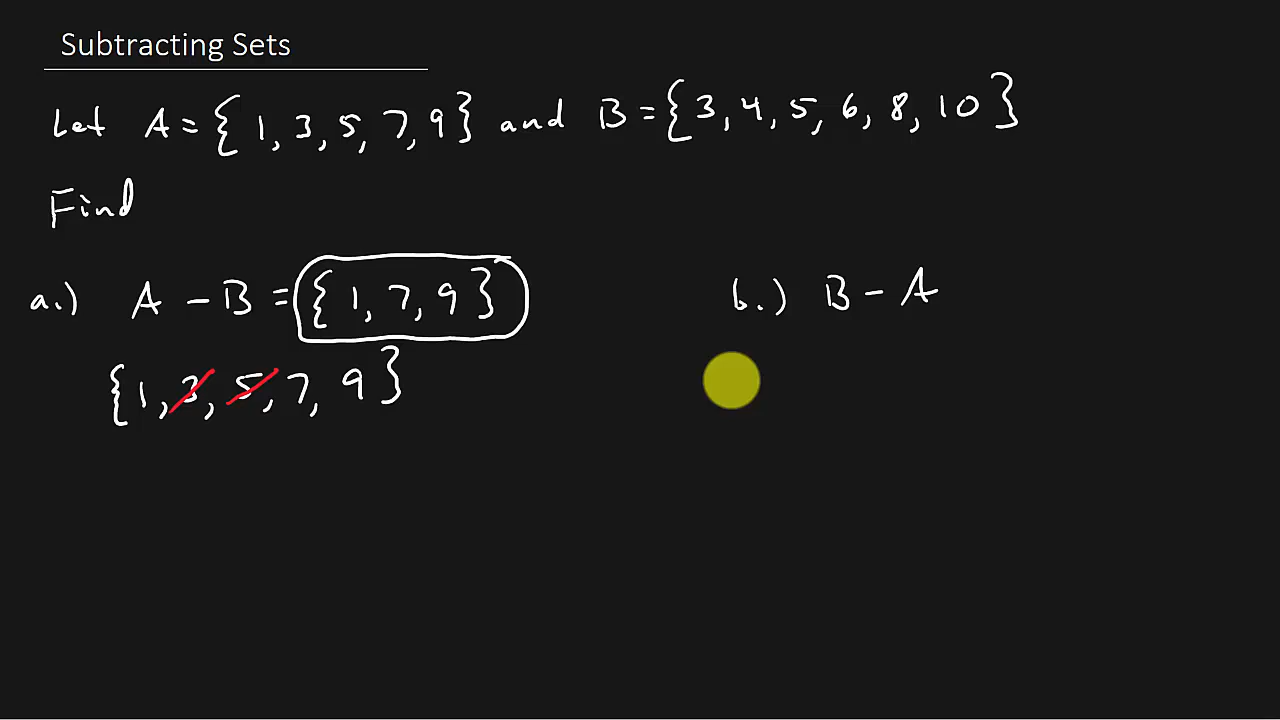 Subtracting Sets
Let A = { 1, 3, 5, 7, 9 } and B = { 3, 4, 5, 6, 8, 10 }
Find
a.) A - B = { 1, 7, 9 }
b.) B - A
{ 1, 3, 5, 7, 9 }